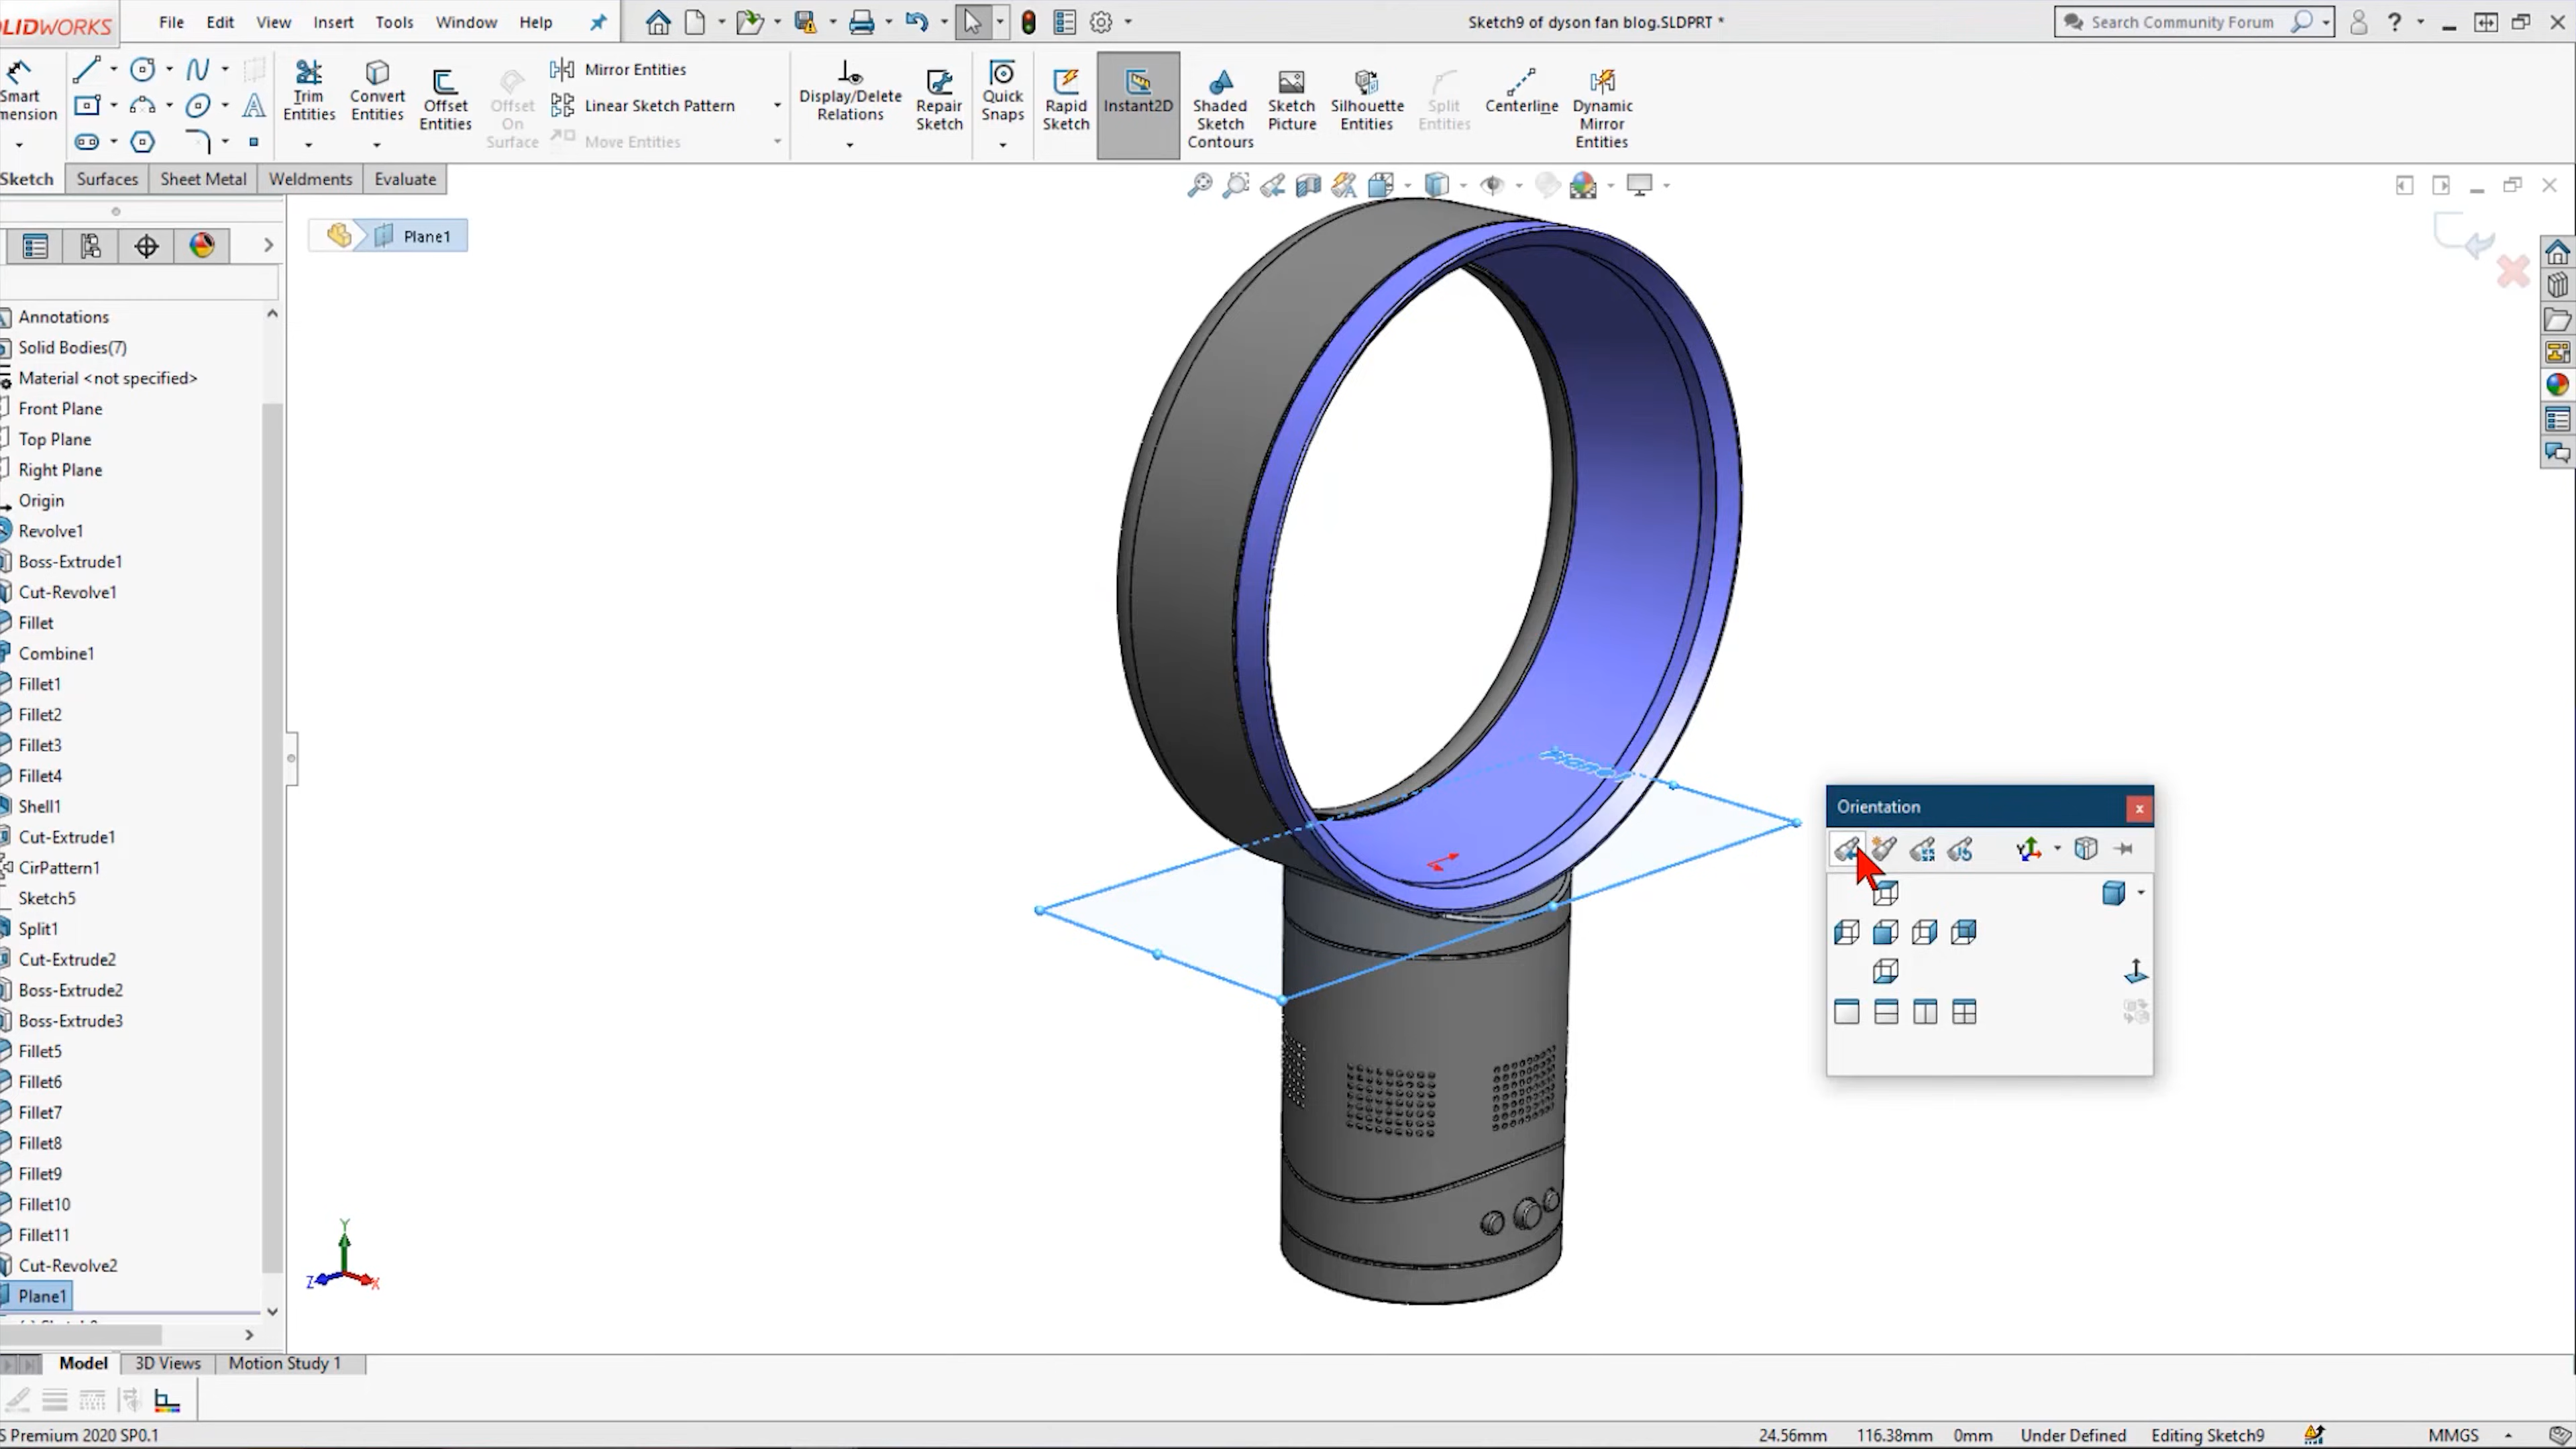 OLIDWORKS File Edit View Insert Tools Window Help Sketch9 of dyson fan blog.SLDPRT * Search Community Forum ?
Smart
mension
Trim
Entities
Convert
Entities
Offset
Entities
Offset
On
Surface
Mirror Entities
Linear Sketch Pattern
Move Entities
Display/Delete
Relations
Repair
Sketch
Quick
Snaps
Rapid
Sketch
Instant2D
Shaded
Sketch
Contours
Sketch
Picture
Silhouette
Entities
Split
Entities
Centerline
Dynamic
Mirror
Entities
Sketch Surfaces Sheet Metal Weldments Evaluate
Plane1
Annotations
Solid Bodies(7)
Material <not specified>
Front Plane
Top Plane
Right Plane
Origin
Revolve1
Boss-Extrude1
Cut-Revolve1
Fillet
Combine1
Fillet1
Fillet2
Fillet3
Fillet4
Shell1
Cut-Extrude1
CirPattern1
Sketch5
Split1
Cut-Extrude2
Boss-Extrude2
Boss-Extrude3
Fillet5
Fillet6
Fillet7
Fillet8
Fillet9
Fillet10
Fillet11
Cut-Revolve2
Plane1
Plane1
Orientation
Y
Z
X
Model 3D Views Motion Study 1
S Premium 2020 SP0.1 24.56mm 116.38mm 0mm Under Defined Editing Sketch9 MMGS